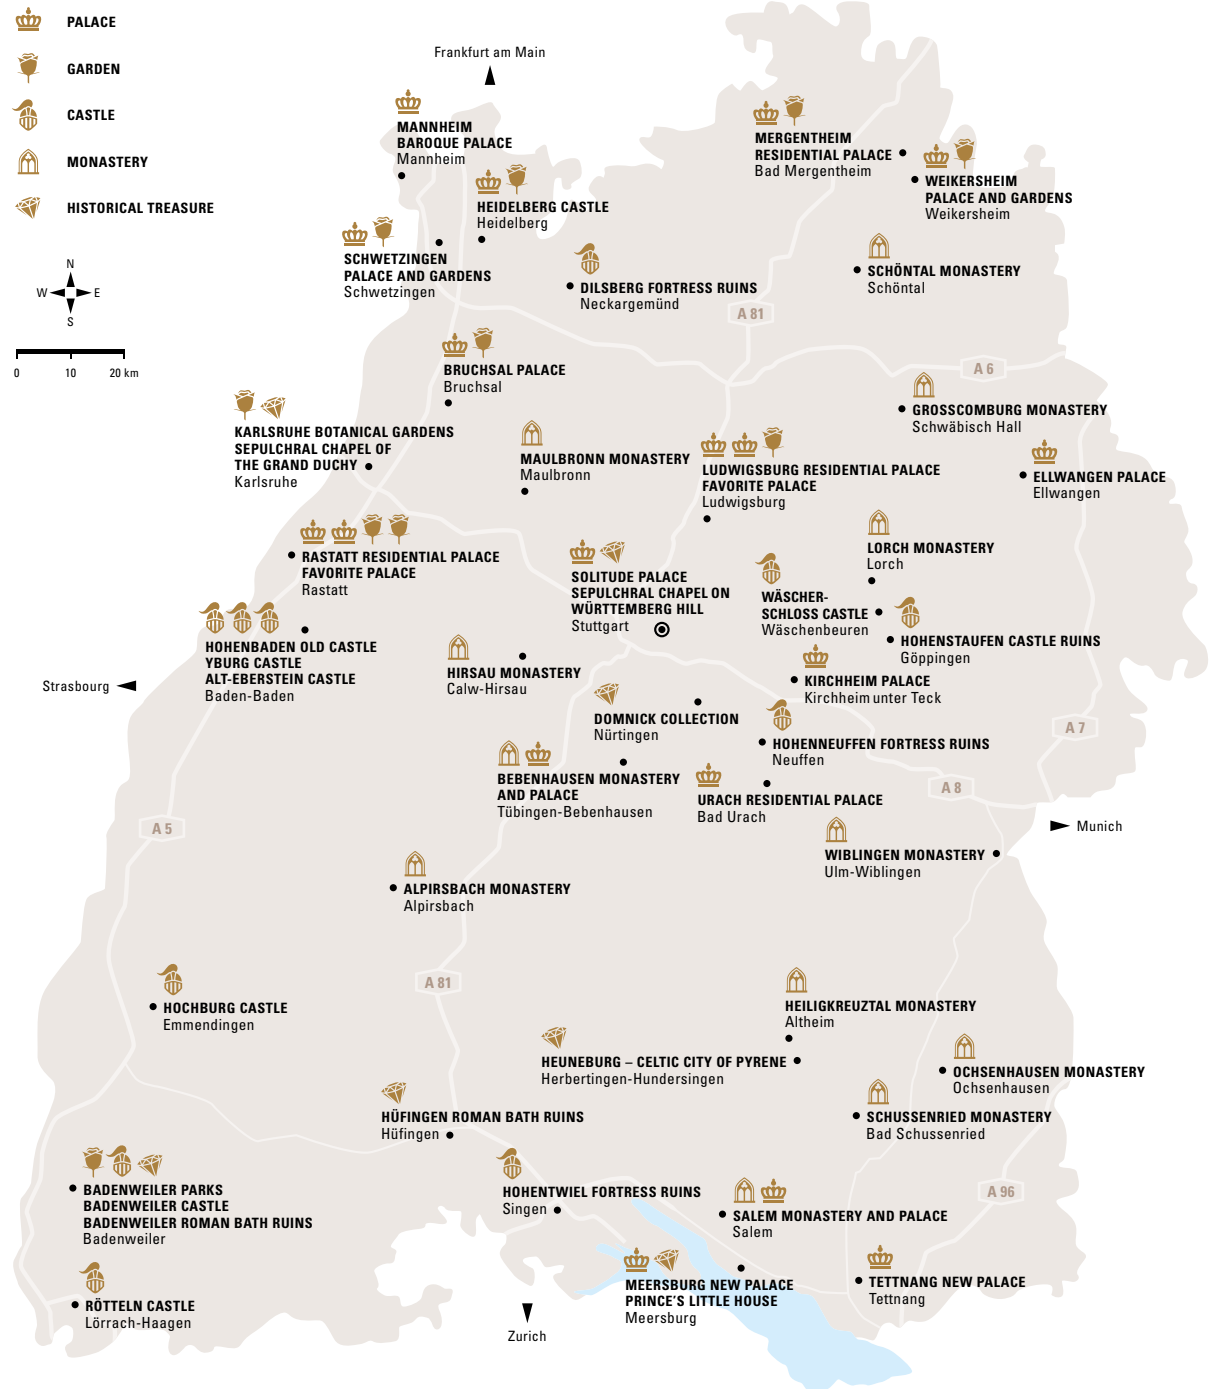 PALACE
GARDEN
CASTLE
MONASTERY
HISTORICAL TREASURE
N
W
E
S
0
10
20 km
Frankfurt am Main
MANNHEIM
BAROQUE PALACE
Mannheim
MERGENTHEIM
RESIDENTIAL PALACE
Bad Mergentheim
WEIKERSHEIM
PALACE AND GARDENS
Weikersheim
HEIDELBERG CASTLE
Heidelberg
SCHWETZINGEN
PALACE AND GARDENS
Schwetzingen
DILSBERG FORTRESS RUINS
Neckargemünd
SCHÖNTAL MONASTERY
Schöntal
A 81
A 6
BRUCHSAL PALACE
Bruchsal
GROSSCOMBURG MONASTERY
Schwäbisch Hall
KARLSRUHE BOTANICAL GARDENS
SEPULCHRAL CHAPEL OF
THE GRAND DUCHY
Karlsruhe
MAULBRONN MONASTERY
Maulbronn
LUDWIGSBURG RESIDENTIAL PALACE
FAVORITE PALACE
Ludwigsburg
ELLWANGEN PALACE
Ellwangen
RASTATT RESIDENTIAL PALACE
FAVORITE PALACE
Rastatt
LORCH MONASTERY
Lorch
SOLITUDE PALACE
SEPULCHRAL CHAPEL ON
WÜRTTEMBERG HILL
Stuttgart
WÄSCHER-
SCHLOSS CASTLE
Wäschenbeuren
HOHENSTAUFEN CASTLE RUINS
Göppingen
HOHENBADEN OLD CASTLE
YBURG CASTLE
ALT-EBERSTEIN CASTLE
Baden-Baden
Strasbourg
HIRSAU MONASTERY
Calw-Hirsau
KIRCHHEIM PALACE
Kirchheim unter Teck
DOMNICK COLLECTION
Nürtingen
A 7
HOHENNEUFFEN FORTRESS RUINS
Neuffen
BEBENHAUSEN MONASTERY
AND PALACE
Tübingen-Bebenhausen
URACH RESIDENTIAL PALACE
Bad Urach
A 8
A 5
Munich
WIBLINGEN MONASTERY
Ulm-Wiblingen
ALPIRSBACH MONASTERY
Alpirsbach
A 81
HOCHBURG CASTLE
Emmendingen
HEILIGKREUZTAL MONASTERY
Altheim
HEUNEBURG – CELTIC CITY OF PYRENE
Herbertingen-Hundersingen
OCHSENHAUSEN MONASTERY
Ochsenhausen
HÜFINGEN ROMAN BATH RUINS
Hüfingen
SCHUSSENRIED MONASTERY
Bad Schussenried
BADENWEILER PARKS
BADENWEILER CASTLE
BADENWEILER ROMAN BATH RUINS
Badenweiler
HOHENTWIEL FORTRESS RUINS
Singen
A 96
SALEM MONASTERY AND PALACE
Salem
MEERSBURG NEW PALACE
PRINCE'S LITTLE HOUSE
Meersburg
TETTNANG NEW PALACE
Tettnang
RÖTTELN CASTLE
Lörrach-Haagen
Zurich